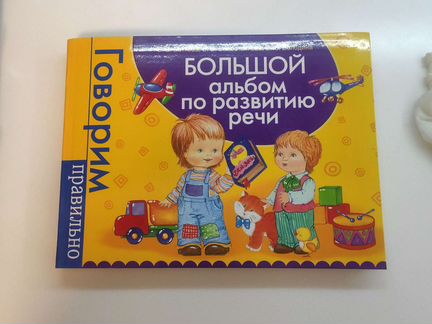 Говорим
правильно
БОЛЬШОЙ
альбом
по развитию
речи